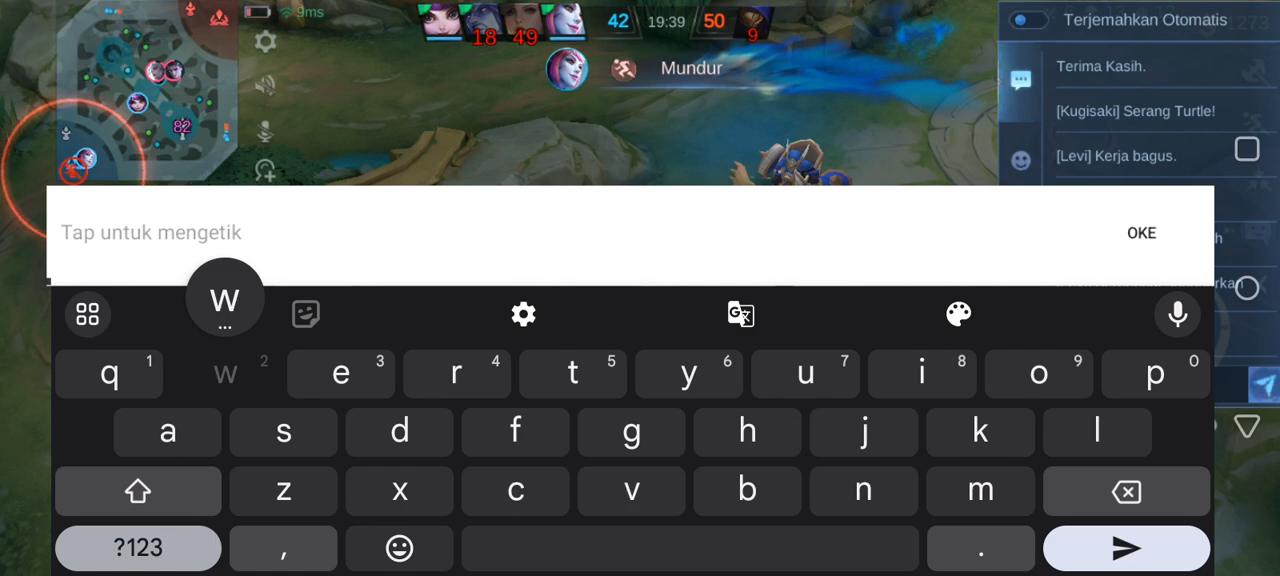 9ms
42 19:39 50
18 49 9
Mundur
82
Terjemahkan Otomatis
Terima Kasih.
[Kugisaki] Serang Turtle!
[Levi] Kerja bagus.
Tap untuk mengetik
OKE
w
...
q 1 w 2 e 3 r 4 t 5 y 6 u 7 i 8 o 9 p 0
a s d f g h j k l
z x c v b n m
?123 , .